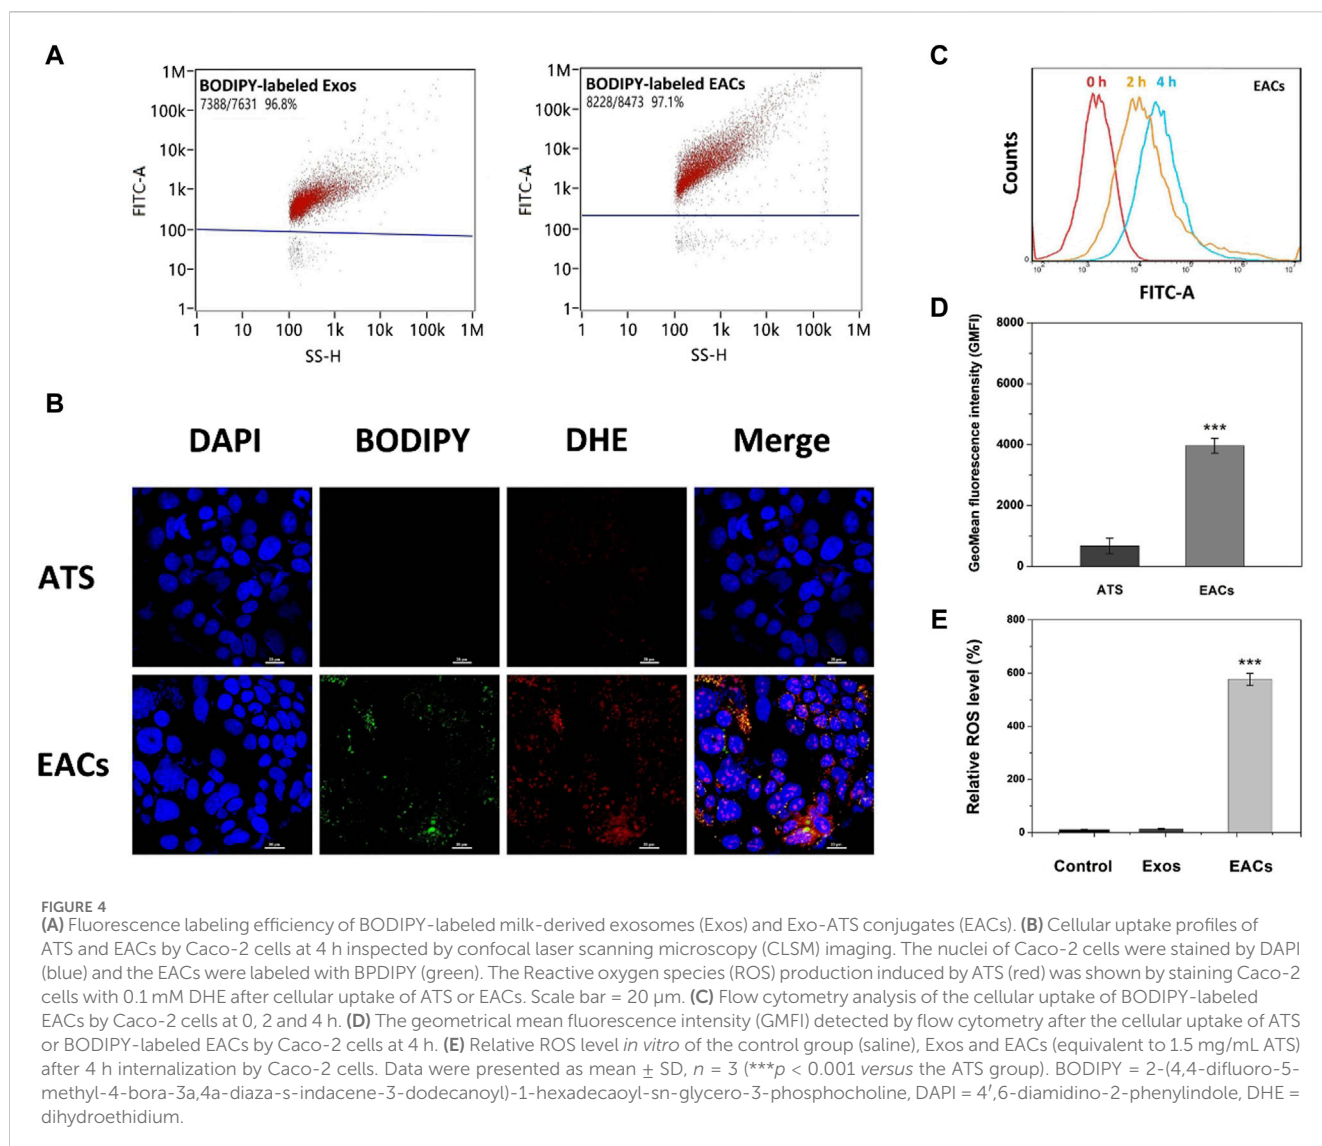 A
BODIPY-labeled Exos
7388/7631 96.8%
1M
100k
10k
1k
100
10
1
FITC-A
1 10 100 1k 10k 100k 1M
SS-H
BODIPY-labeled EACs
8228/8473 97.1%
1M
100k
10k
1k
100
10
1
FITC-A
1 10 100 1k 10k 100k 1M
SS-H
B
DAPI BODIPY DHE Merge
ATS
EACs
C
0 h 2 h 4 h EACs
Counts
0
10² 10³ 10⁴ 10⁵ 10⁶ 10⁷
FITC-A
D
GeoMean fluorescence intensity (GMFI)
8000
6000
4000
2000
0
***
ATS EACs
E
Relative ROS level (%)
800
600
400
200
0
***
Control Exos EACs
FIGURE 4
(A) Fluorescence labeling efficiency of BODIPY-labeled milk-derived exosomes (Exos) and Exo-ATS conjugates (EACs). (B) Cellular uptake profiles of
ATS and EACs by Caco-2 cells at 4 h inspected by confocal laser scanning microscopy (CLSM) imaging. The nuclei of Caco-2 cells were stained by DAPI
(blue) and the EACs were labeled with BPDIPY (green). The Reactive oxygen species (ROS) production induced by ATS (red) was shown by staining Caco-2
cells with 0.1 mM DHE after cellular uptake of ATS or EACs. Scale bar = 20 μm. (C) Flow cytometry analysis of the cellular uptake of BODIPY-labeled
EACs by Caco-2 cells at 0, 2 and 4 h. (D) The geometrical mean fluorescence intensity (GMFI) detected by flow cytometry after the cellular uptake of ATS
or BODIPY-labeled EACs by Caco-2 cells at 4 h. (E) Relative ROS level in vitro of the control group (saline), Exos and EACs (equivalent to 1.5 mg/mL ATS)
after 4 h internalization by Caco-2 cells. Data were presented as mean ± SD, n = 3 (***p < 0.001 versus the ATS group). BODIPY = 2-(4,4-difluoro-5-
methyl-4-bora-3a,4a-diaza-s-indacene-3-dodecanoyl)-1-hexadecaoyl-sn-glycero-3-phosphocholine, DAPI = 4′,6-diamidino-2-phenylindole, DHE =
dihydroethidium.